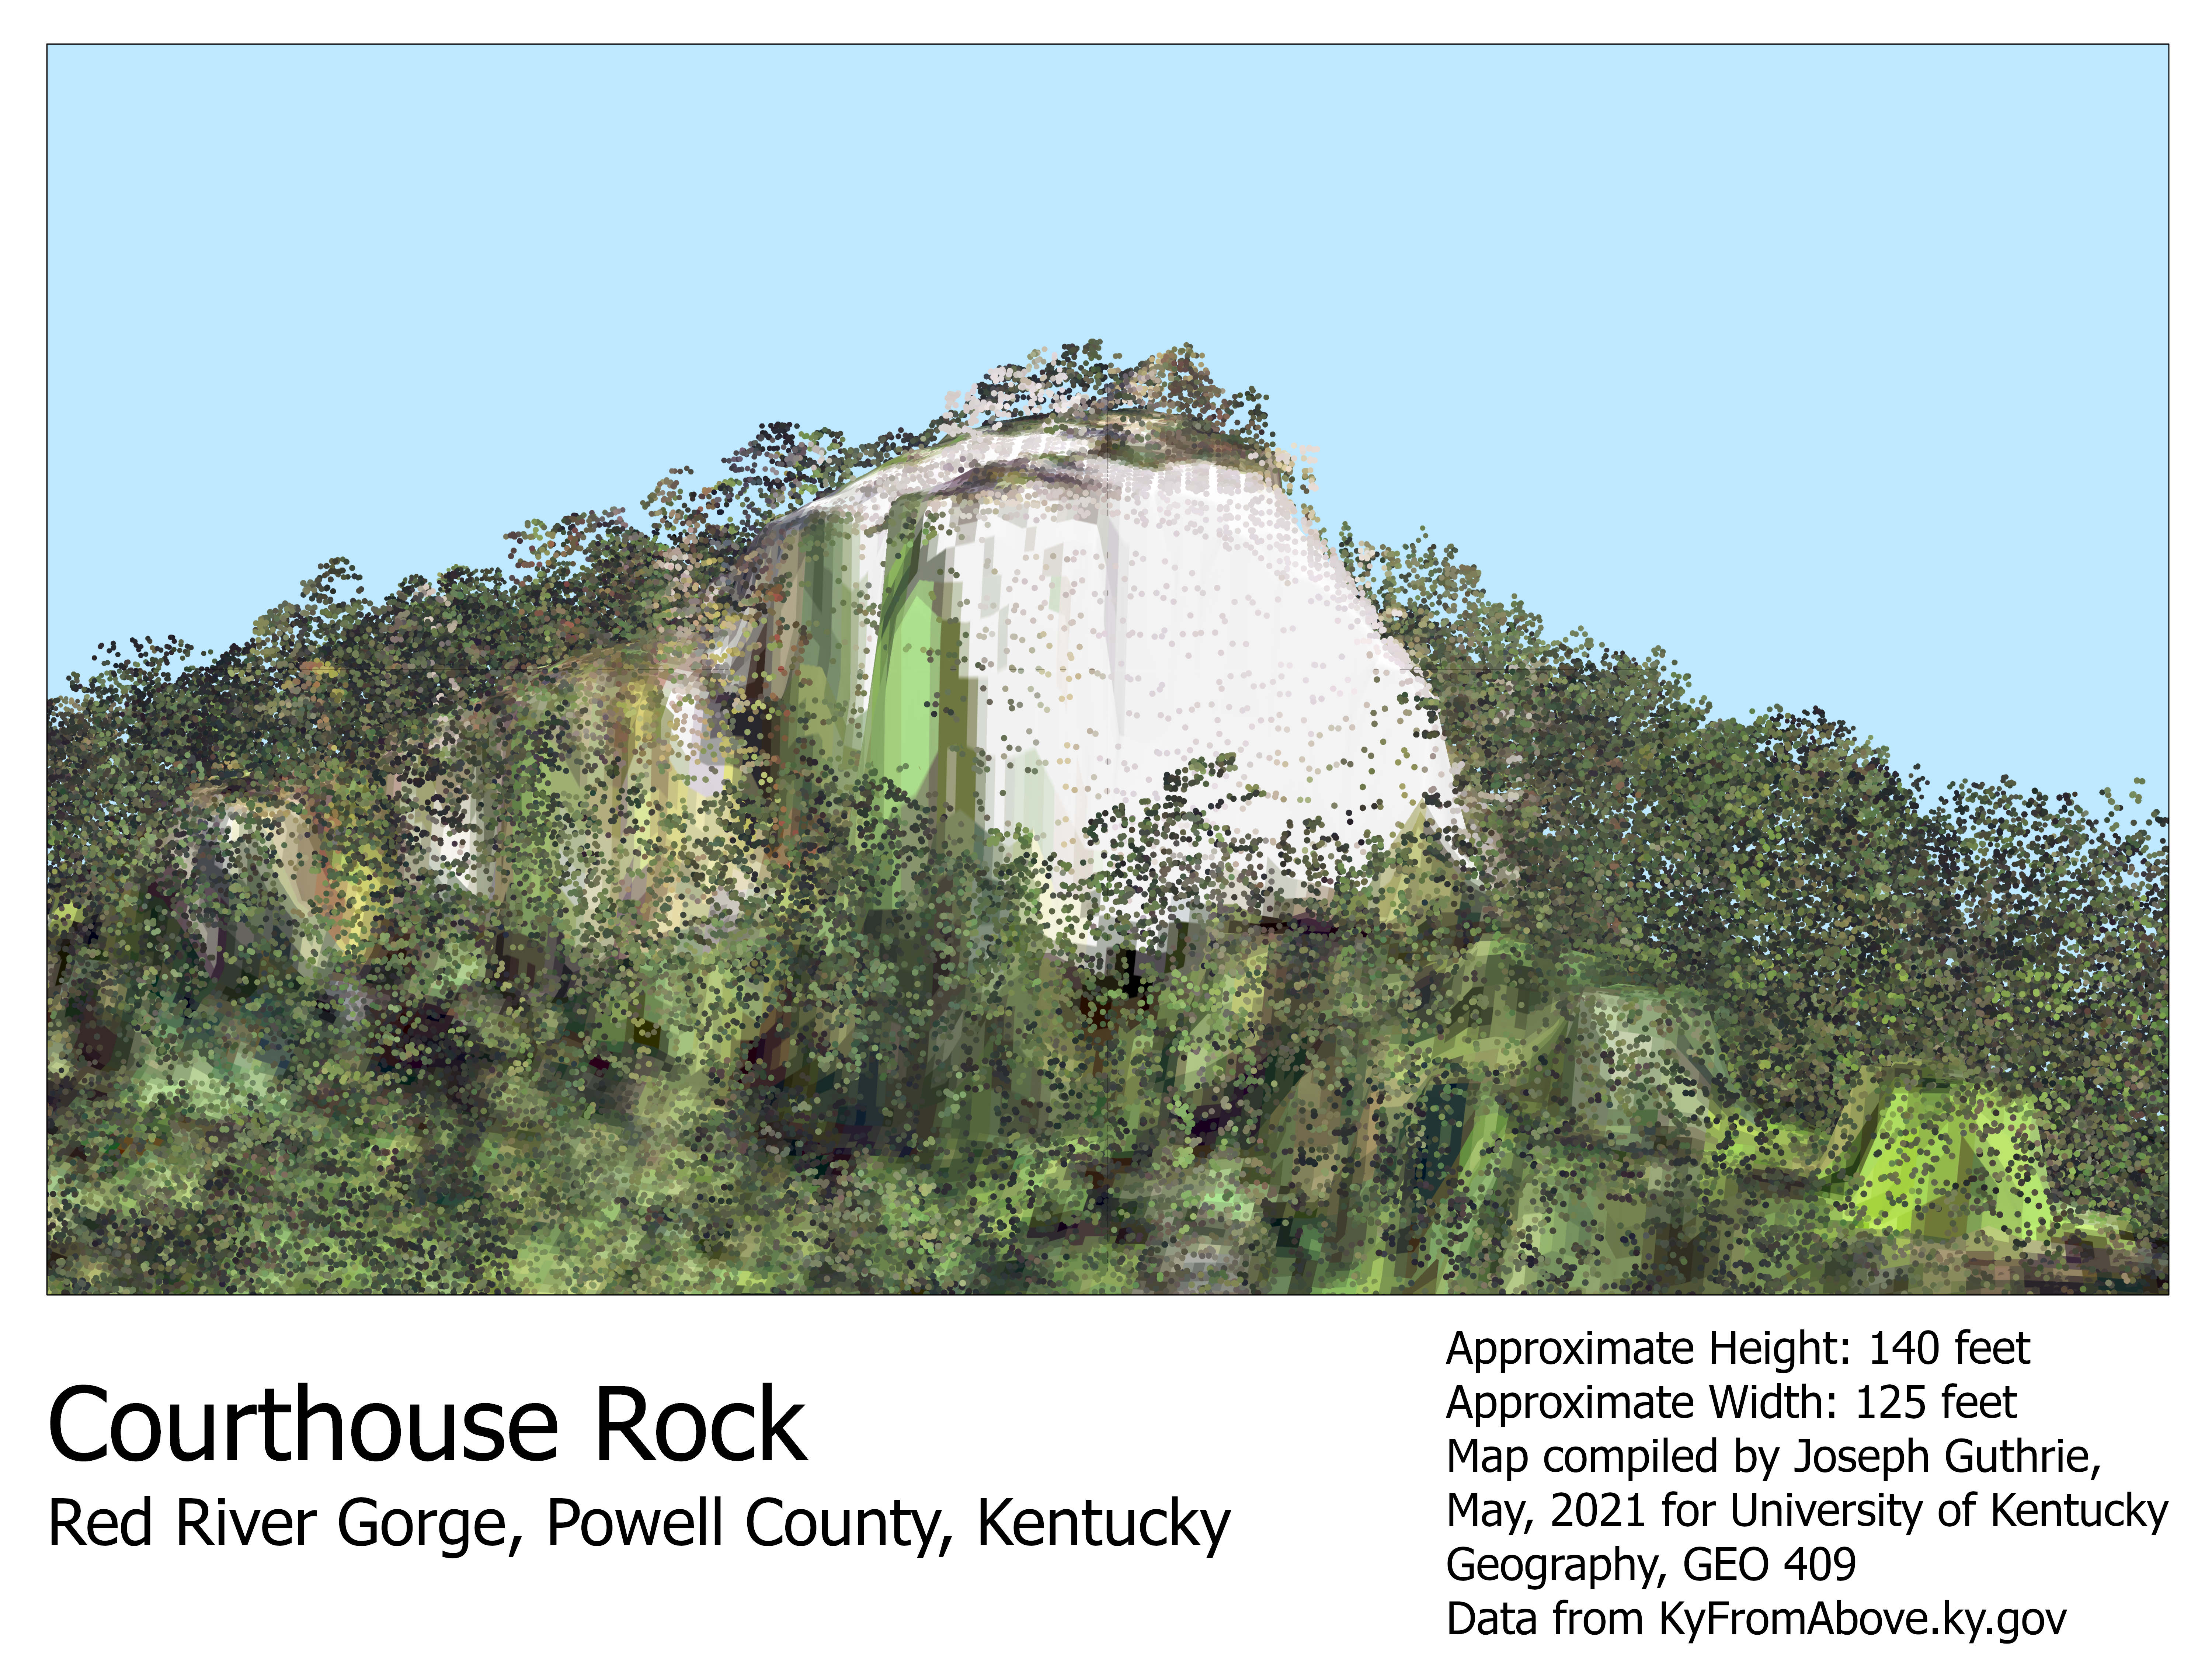 Courthouse Rock
Red River Gorge, Powell County, Kentucky
Approximate Height: 140 feet
Approximate Width: 125 feet
Map compiled by Joseph Guthrie,
May, 2021 for University of Kentucky
Geography, GEO 409
Data from KyFromAbove.ky.gov